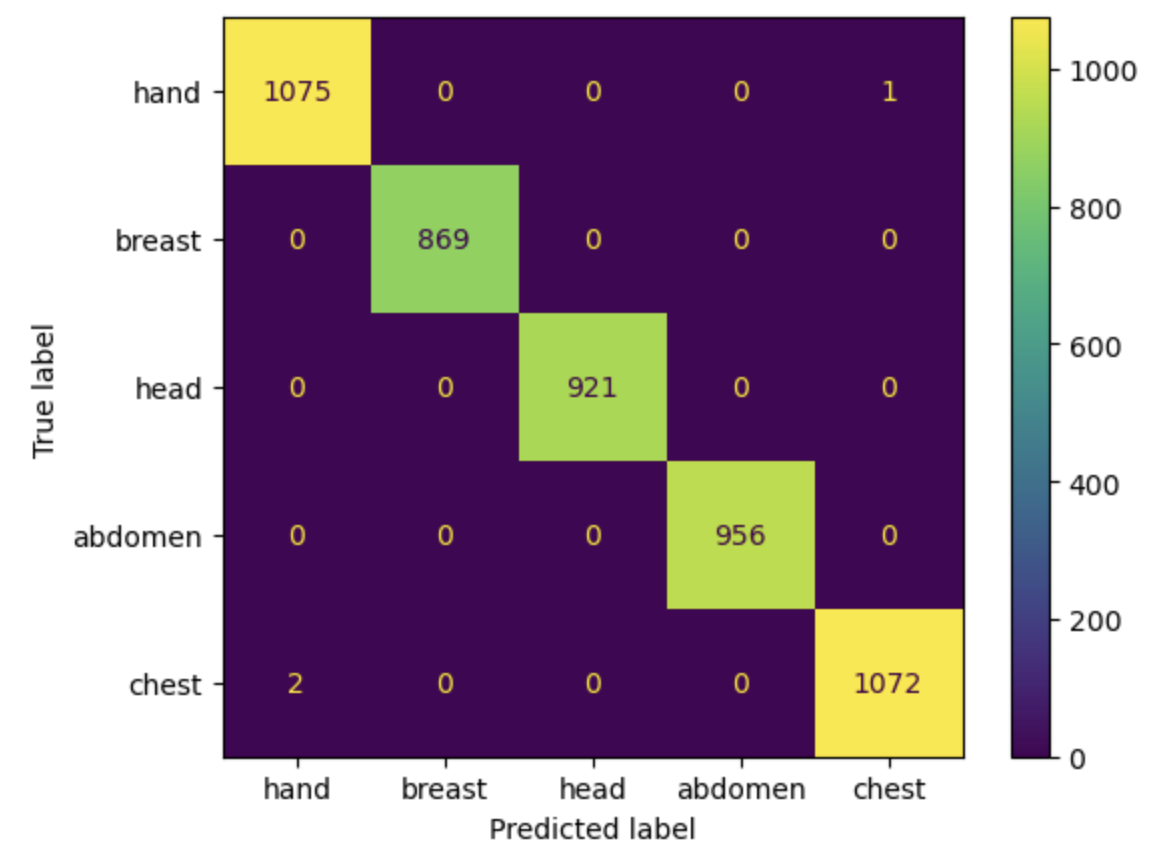 hand 1075 0 0 0 1
breast 0 869 0 0 0
head 0 0 921 0 0
abdomen 0 0 0 956 0
chest 2 0 0 0 1072
hand breast head abdomen chest
Predicted label
True label
1000
800
600
400
200
0